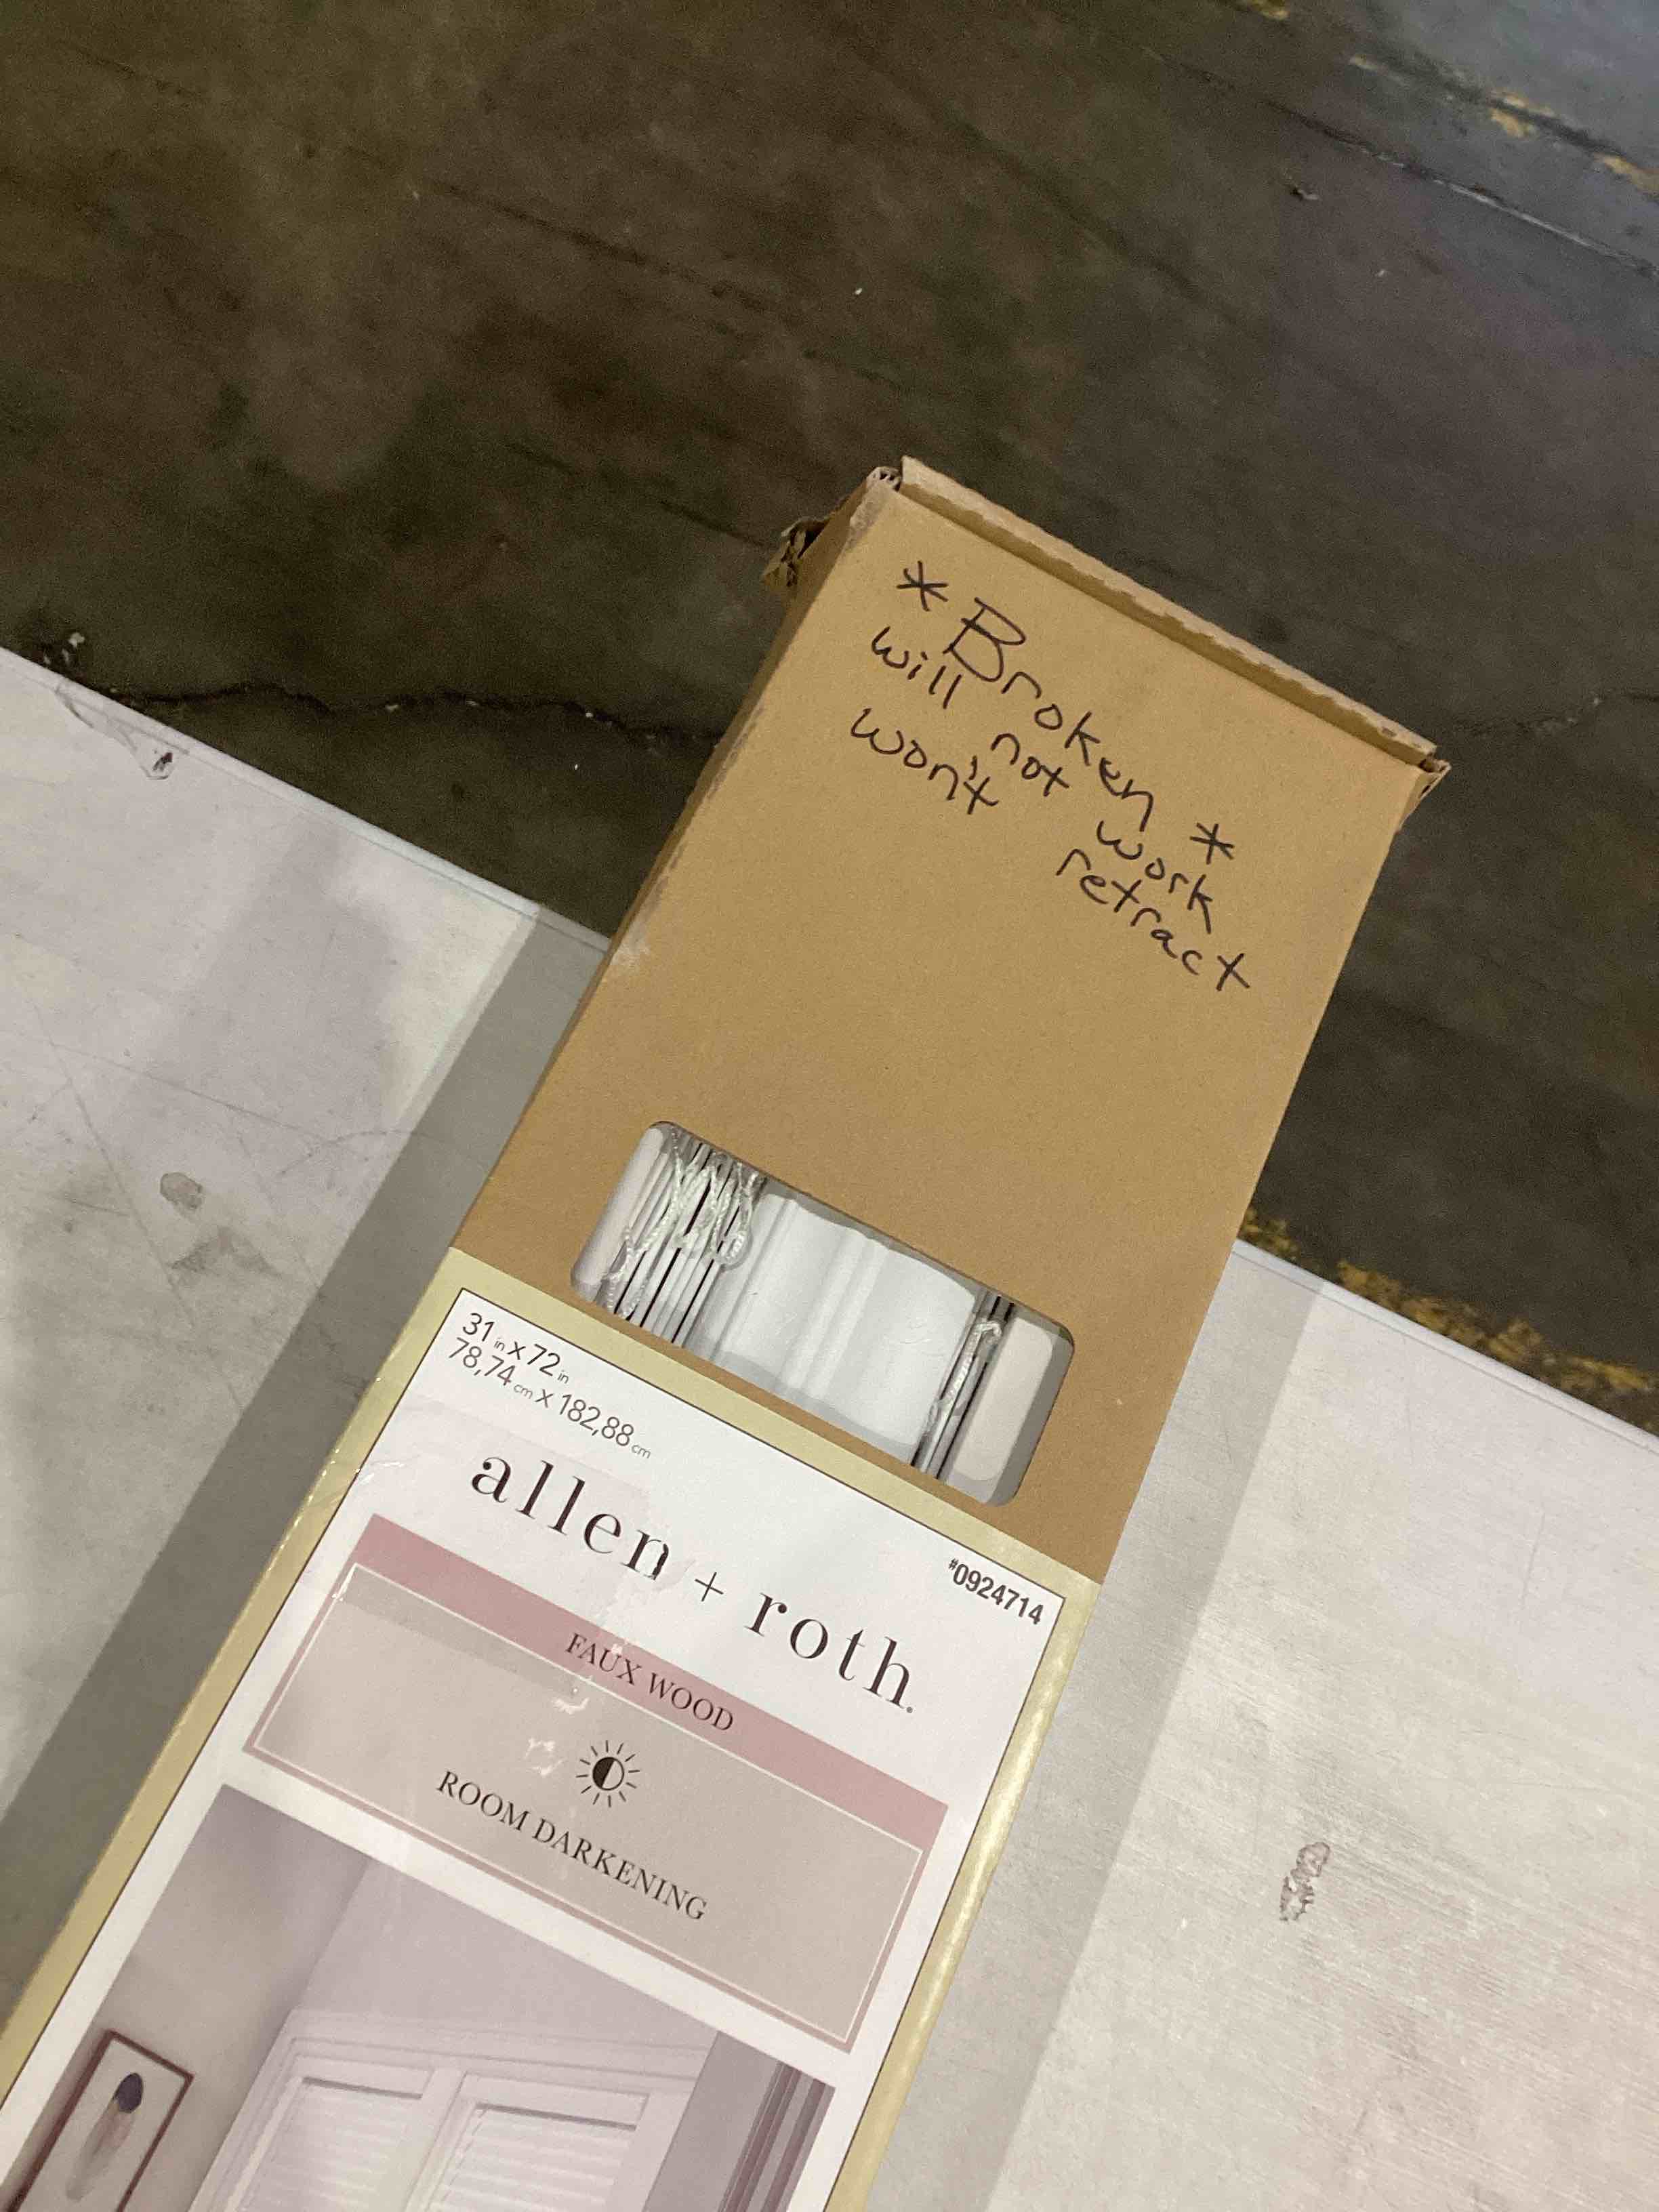 * Broken *
will not work
won't retract
31 in x 72 in
78,74 cm x 182,88 cm
allen + roth.
#0924714
FAUX WOOD
ROOM DARKENING